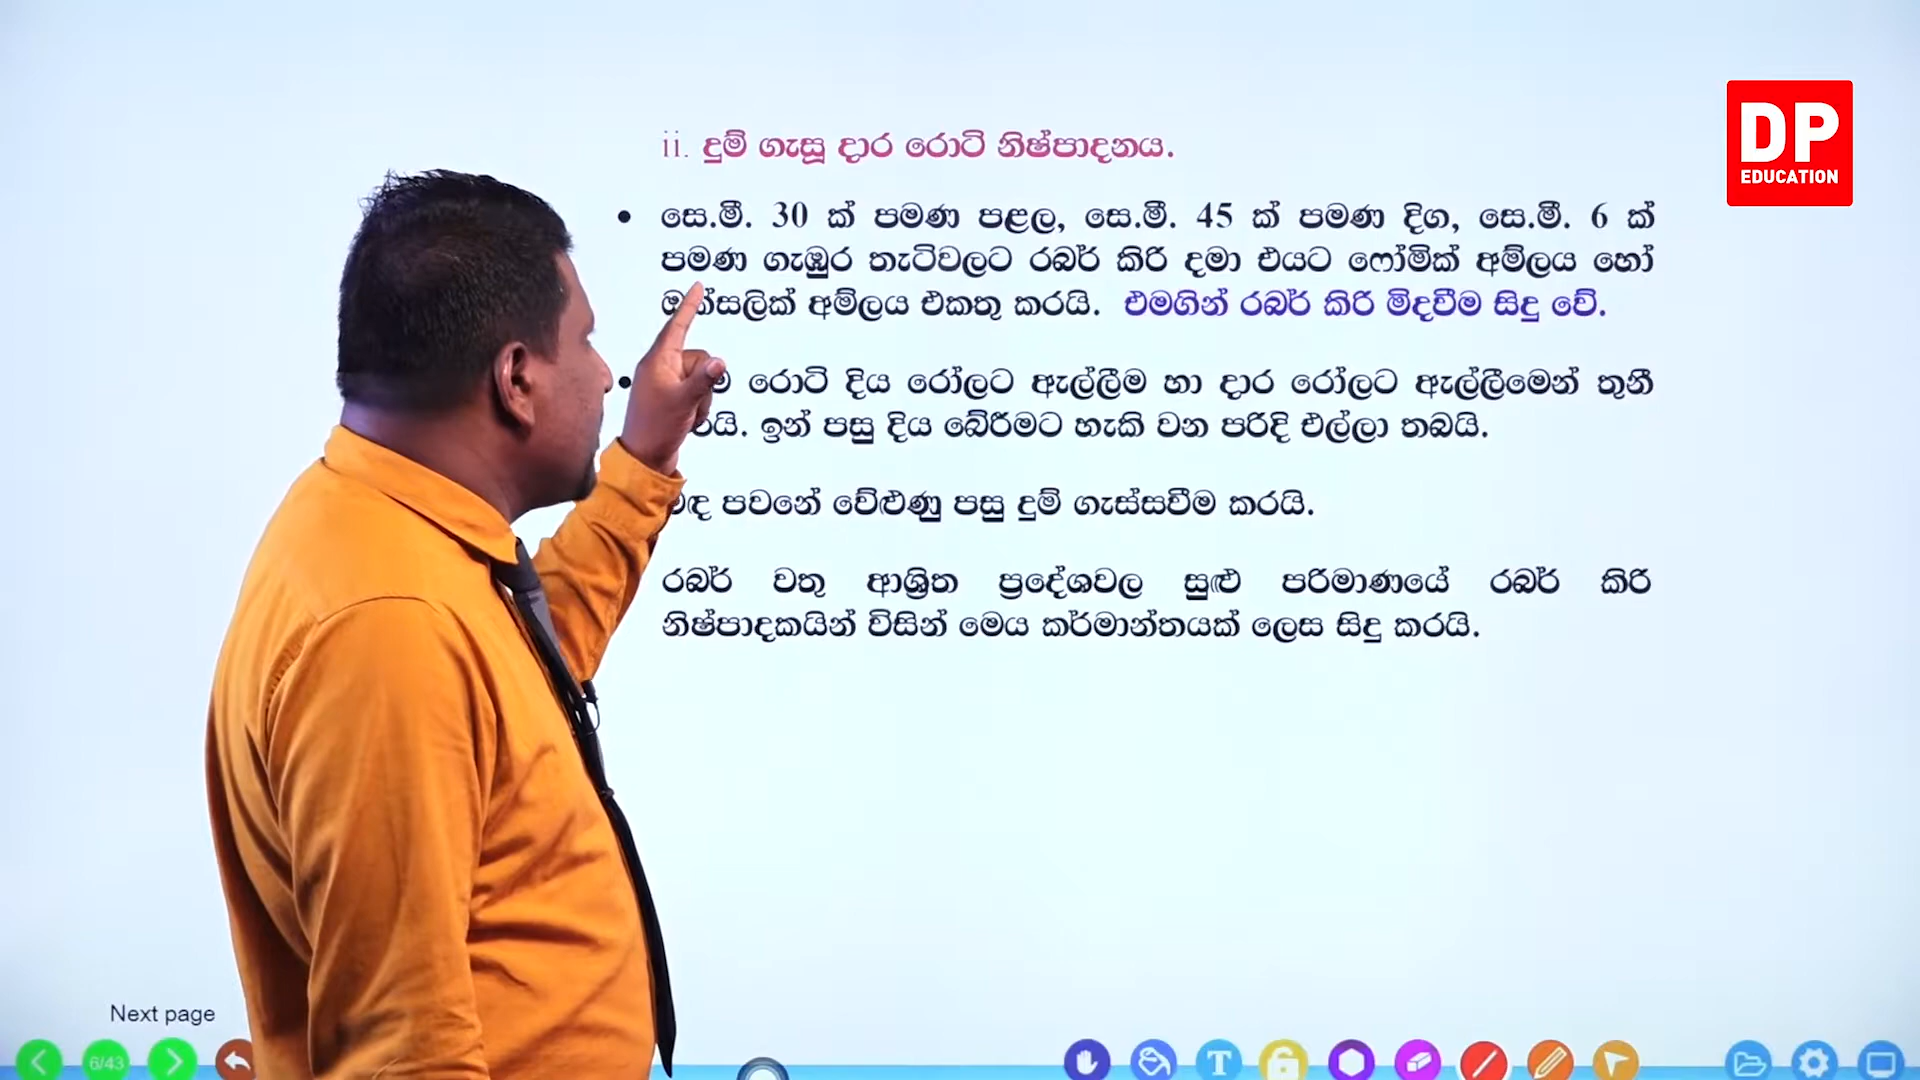 DP
EDUCATION
ii. දුම් ගැසූ දාර රොටි නිෂ්පාදනය.
• සෙ.මී. 30 ක් පමණ පළල, සෙ.මී. 45 ක් පමණ දිග, සෙ.මී. 6 ක්
පමණ ගැඹුර තැටිවලට රබර් කිරි දමා එයට ෆෝමික් අම්ලය හෝ
ඔක්සලික් අම්ලය එකතු කරයි. එමගින් රබර් කිරි මිදවීම සිදු වේ.
• රොටි දිය රෝලට ඇල්ලීම හා දාර රෝලට ඇල්ලීමෙන් තුනී
ඉන් පසු දිය බේරීමට හැකි වන පරිදි එල්ලා තබයි.
පවනේ වේළුණු පසු දුම් ගැස්සවීම කරයි.
රබර් වතු ආශ්‍රිත ප්‍රදේශවල සුළු පරිමාණයේ රබර් කිරි
නිෂ්පාදකයින් විසින් මෙය කර්මාන්තයක් ලෙස සිදු කරයි.
Next page
6/43
T